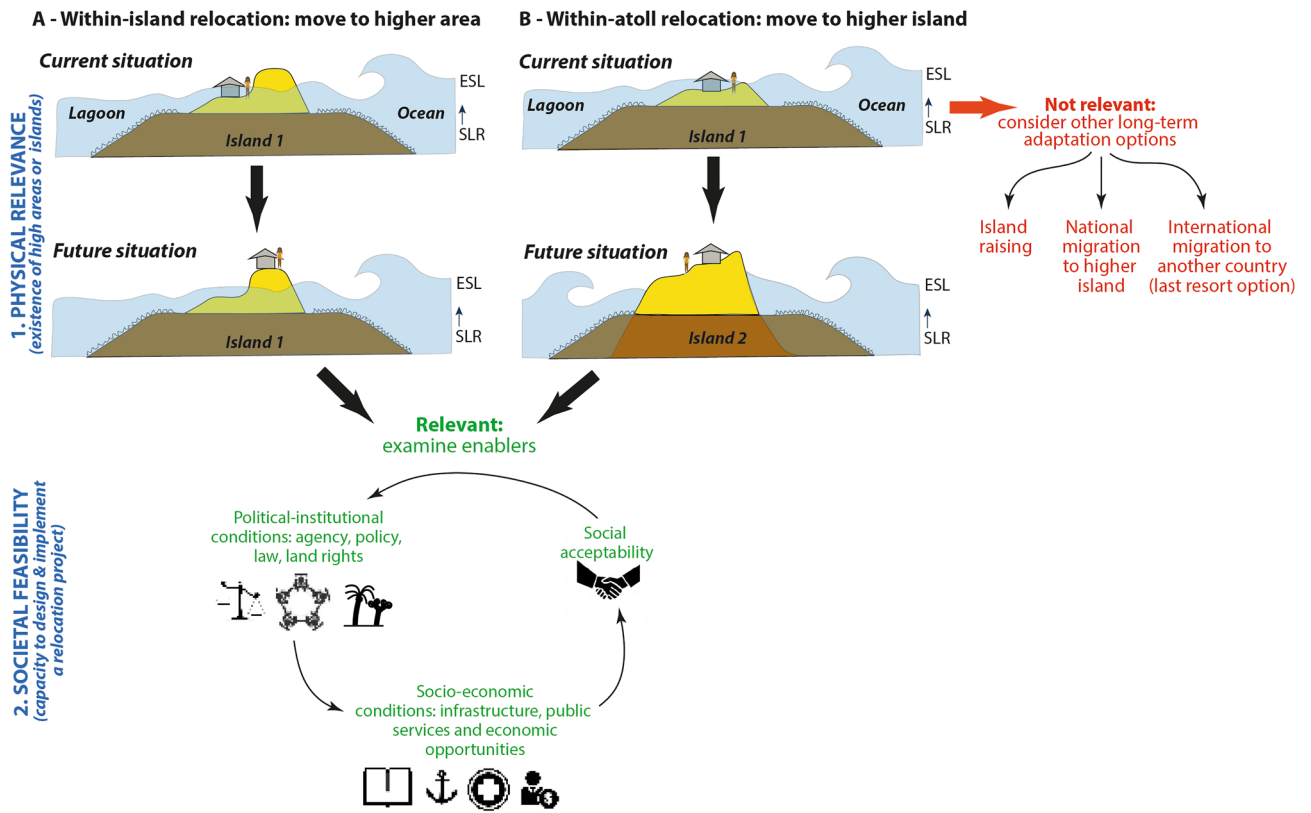 A - Within-island relocation: move to higher area
B - Within-atoll relocation: move to higher island
1. PHYSICAL RELEVANCE
(existence of high areas or islands)
Current situation
Lagoon
Ocean
Island 1
ESL
SLR
Current situation
Lagoon
Ocean
Island 1
ESL
SLR
Not relevant:
consider other long-term
adaptation options
Island
raising
National
migration
to higher
island
International
migration to
another country
(last resort option)
Future situation
Island 1
ESL
SLR
Future situation
Island 2
ESL
SLR
Relevant:
examine enablers
2. SOCIETAL FEASIBILITY
(capacity to design & implement
a relocation project)
Political-institutional
conditions: agency, policy,
law, land rights
Social
acceptability
Socio-economic
conditions: infrastructure, public
services and economic
opportunities